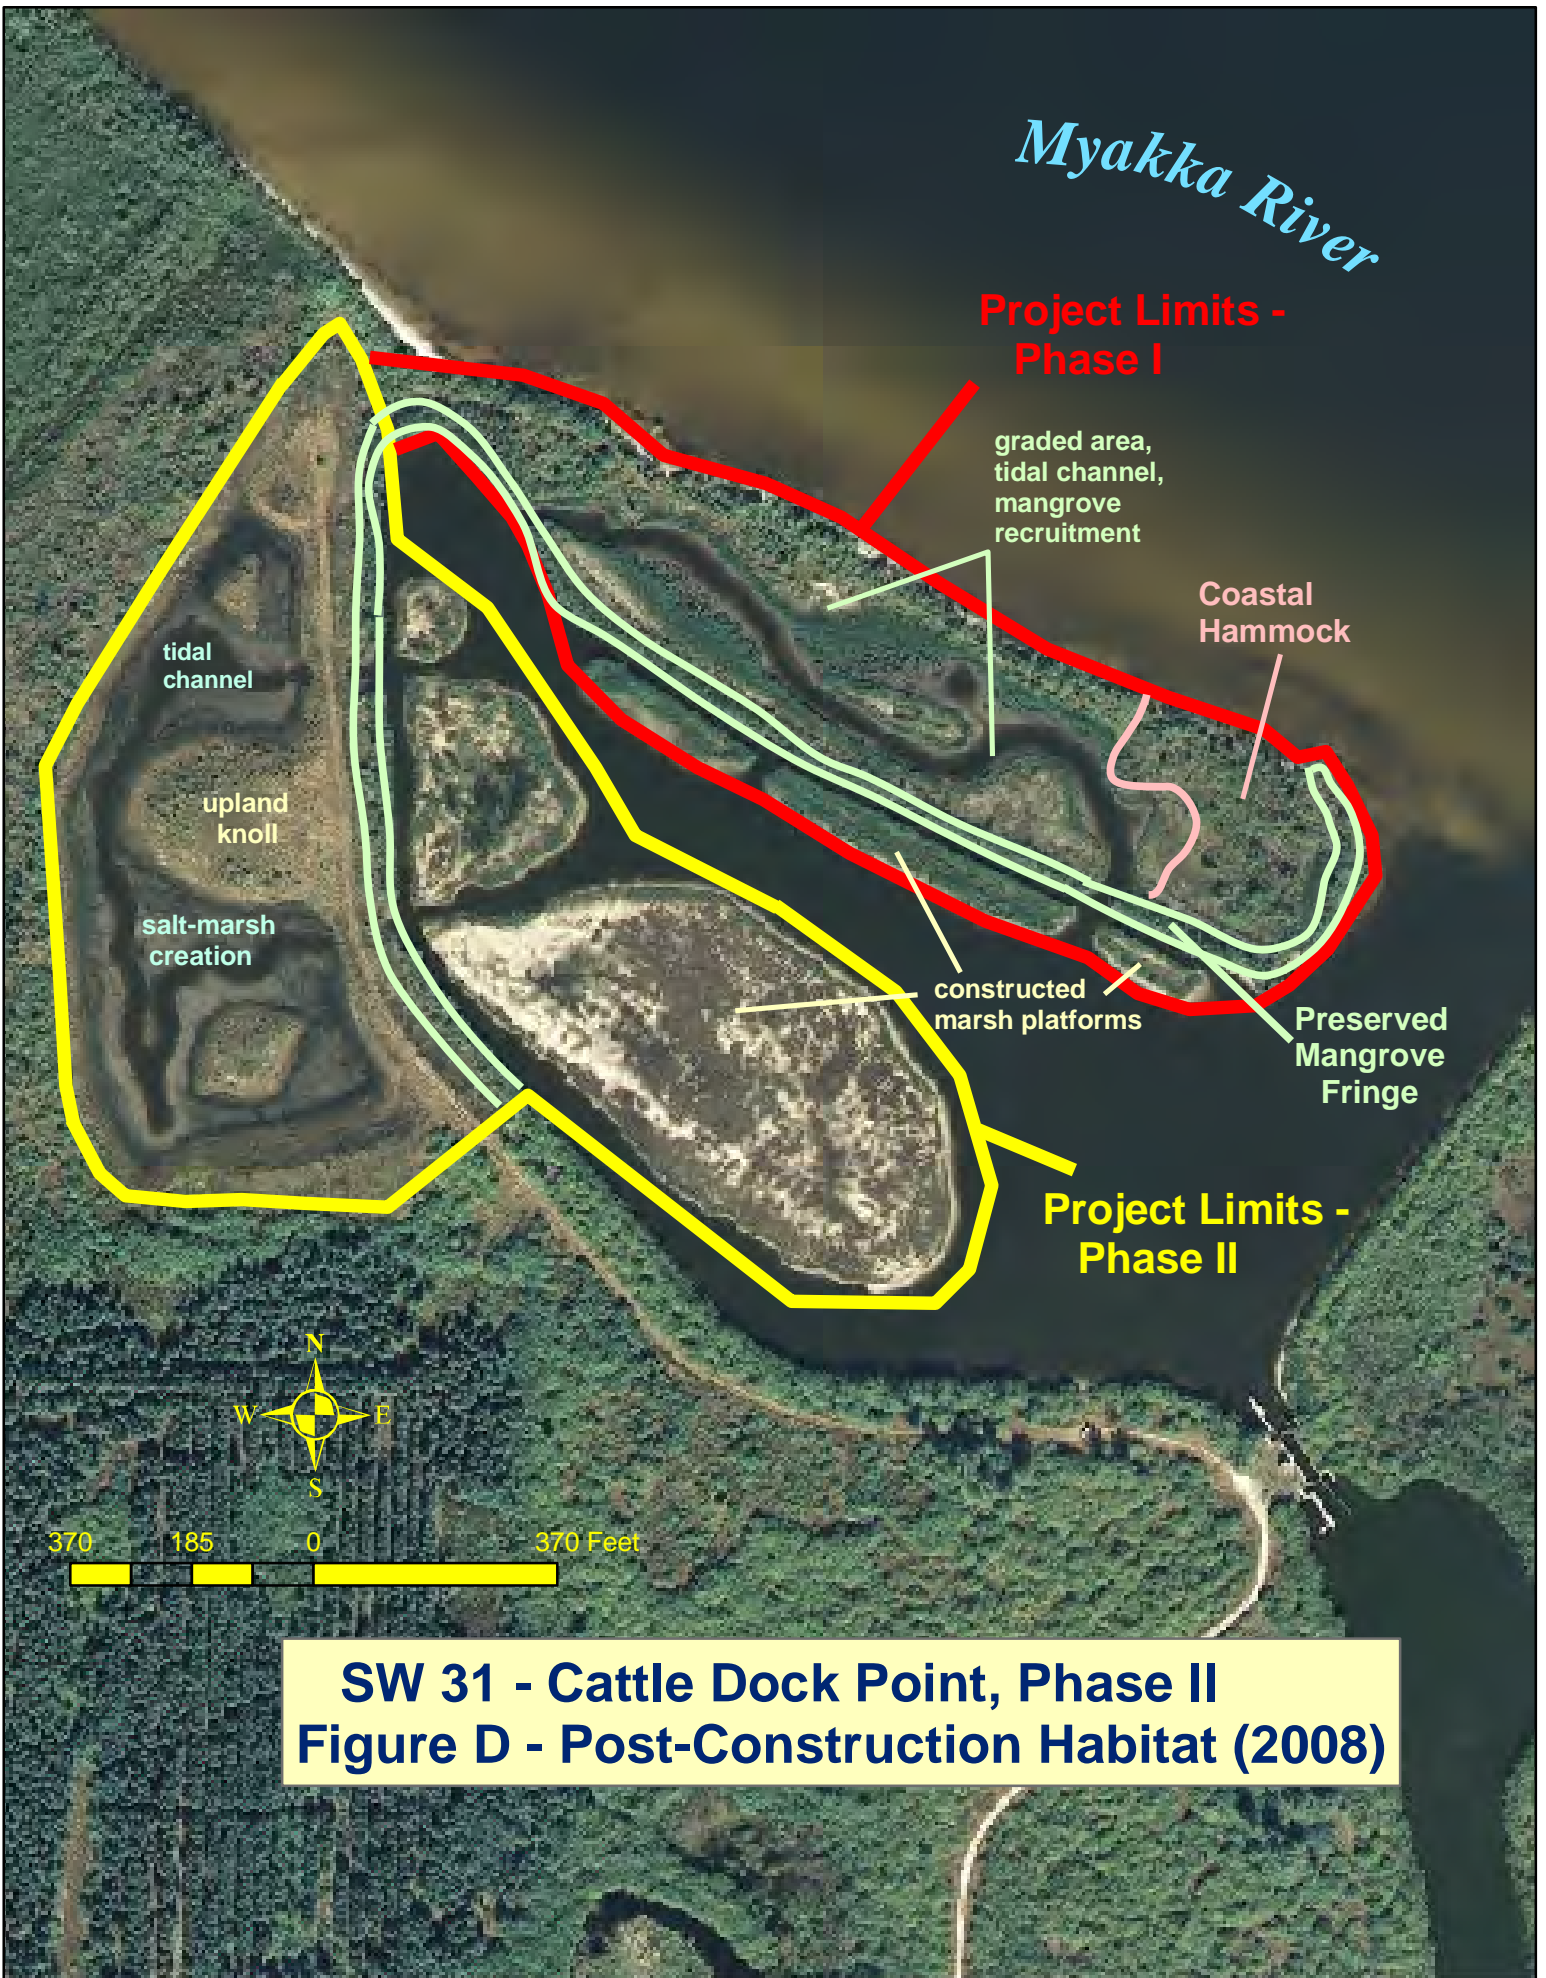 Myakka River
Project Limits -
Phase I
graded area,
tidal channel,
mangrove
recruitment
Coastal
Hammock
tidal
channel
upland
knoll
salt-marsh
creation
constructed
marsh platforms
Preserved
Mangrove
Fringe
Project Limits -
Phase II
N
W E
S
370 185 0 370 Feet
SW 31 - Cattle Dock Point, Phase II
Figure D - Post-Construction Habitat (2008)